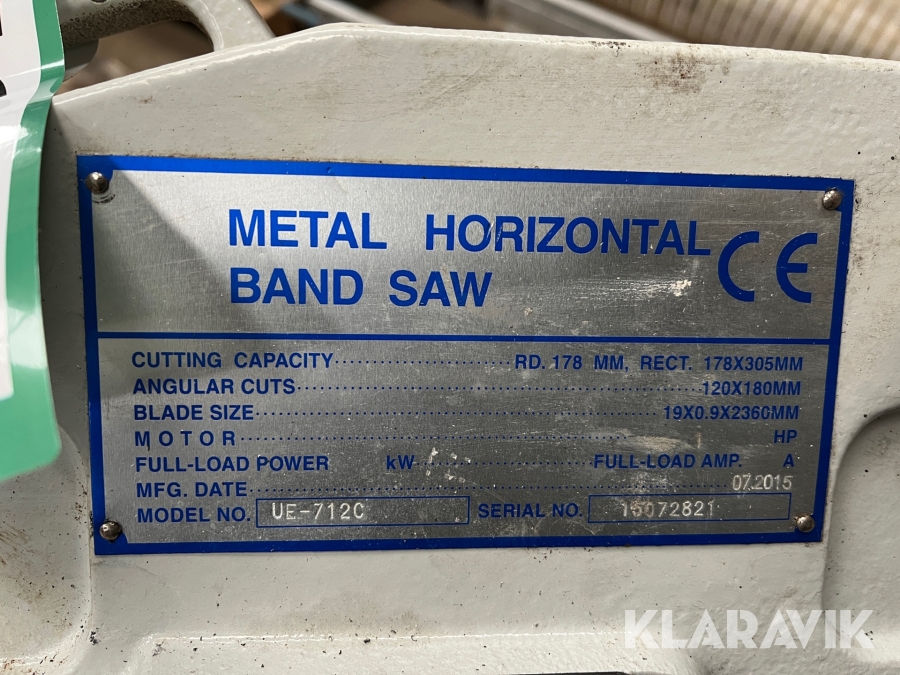 METAL HORIZONTAL
BAND SAW
CE
CUTTING CAPACITY RD. 178 MM, RECT. 178X305MM
ANGULAR CUTS 120X180MM
BLADE SIZE 19X0.9X2360MM
MOTOR HP
FULL-LOAD POWER kW FULL-LOAD AMP. A
MFG. DATE 07.2015
MODEL NO. UE-712C SERIAL NO. 15072821
KLARAVIK